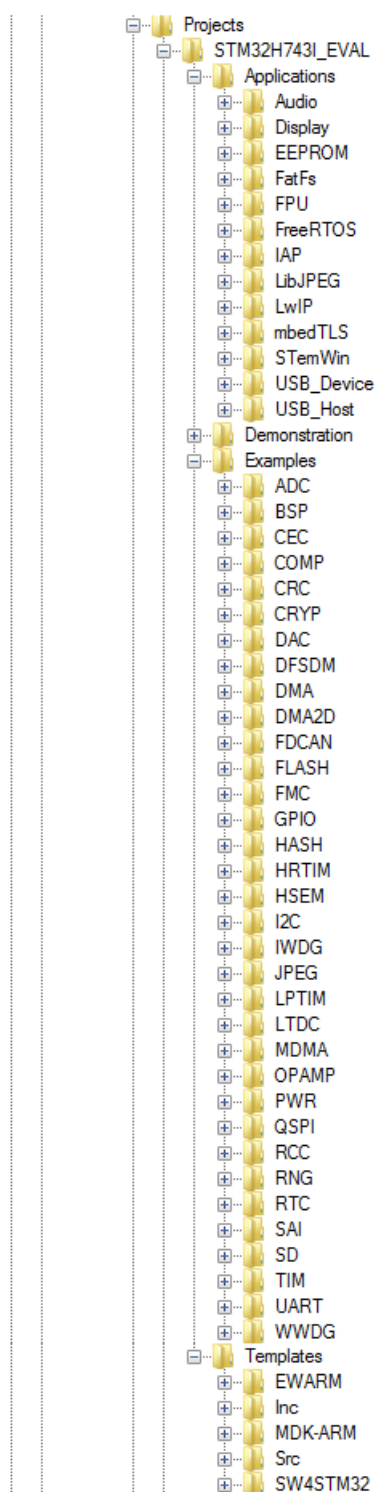 Projects
STM32H743I_EVAL
Applications
Audio
Display
EEPROM
FatFs
FPU
FreeRTOS
IAP
LibJPEG
LwIP
mbedTLS
STemWin
USB_Device
USB_Host
Demonstration
Examples
ADC
BSP
CEC
COMP
CRC
CRYP
DAC
DFSDM
DMA
DMA2D
FDCAN
FLASH
FMC
GPIO
HASH
HRTIM
HSEM
I2C
IWDG
JPEG
LPTIM
LTDC
MDMA
OPAMP
PWR
QSPI
RCC
RNG
RTC
SAI
SD
TIM
UART
WWDG
Templates
EWARM
Inc
MDK-ARM
Src
SW4STM32